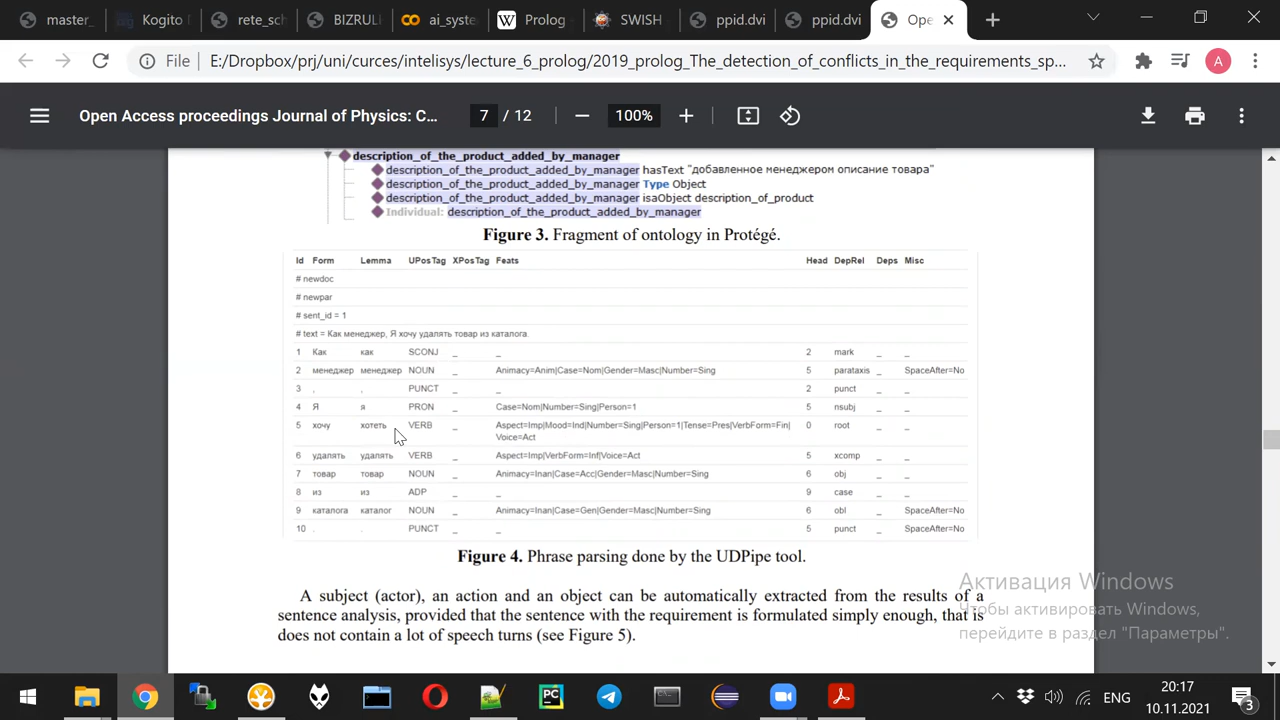 master_
Kogito D
rete_sch
BIZRULE
ai_syste
Prolog
SWISH -
ppid.dvi
ppid.dvi
Ope
File
E:/Dropbox/prj/uni/curces/intelisys/lecture_6_prolog/2019_prolog_The_detection_of_conflicts_in_the_requirements_sp...
A
Open Access proceedings Journal of Physics: C...
7 / 12
100%
description_of_the_product_added_by_manager
description_of_the_product_added_by_manager hasText "добавленное менеджером описание товара"
description_of_the_product_added_by_manager Type Object
description_of_the_product_added_by_manager isaObject description_of_product
Individual: description_of_the_product_added_by_manager
Figure 3. Fragment of ontology in Protégé.
Id Form Lemma UPosTag XPosTag Feats Head DepRel Deps Misc
# newdoc
# newpar
# sent_id = 1
# text = Как менеджер, Я хочу удалять товар из каталога.
1 Как как SCONJ _ _ 2 mark _ _
2 менеджер менеджер NOUN _ Animacy=Anim|Case=Nom|Gender=Masc|Number=Sing 5 parataxis _ SpaceAfter=No
3 , , PUNCT _ _ 2 punct _ _
4 Я я PRON _ Case=Nom|Number=Sing|Person=1 5 nsubj _ _
5 хочу хотеть VERB _ Aspect=Imp|Mood=Ind|Number=Sing|Person=1|Tense=Pres|VerbForm=Fin| 0 root _ _
Voice=Act
6 удалять удалять VERB _ Aspect=Imp|VerbForm=Inf|Voice=Act 5 xcomp _ _
7 товар товар NOUN _ Animacy=Inan|Case=Acc|Gender=Masc|Number=Sing 6 obj _ _
8 из из ADP _ _ 9 case _ _
9 каталога каталог NOUN _ Animacy=Inan|Case=Gen|Gender=Masc|Number=Sing 6 obl _ SpaceAfter=No
10 . . PUNCT _ _ 5 punct _ SpaceAfter=No
Figure 4. Phrase parsing done by the UDPipe tool.
A subject (actor), an action and an object can be automatically extracted from the results of a
sentence analysis, provided that the sentence with the requirement is formulated simply enough, that is
does not contain a lot of speech turns (see Figure 5).
Активация Windows
Чтобы активировать Windows,
перейдите в раздел "Параметры".
PC
ENG
20:17
10.11.2021
3